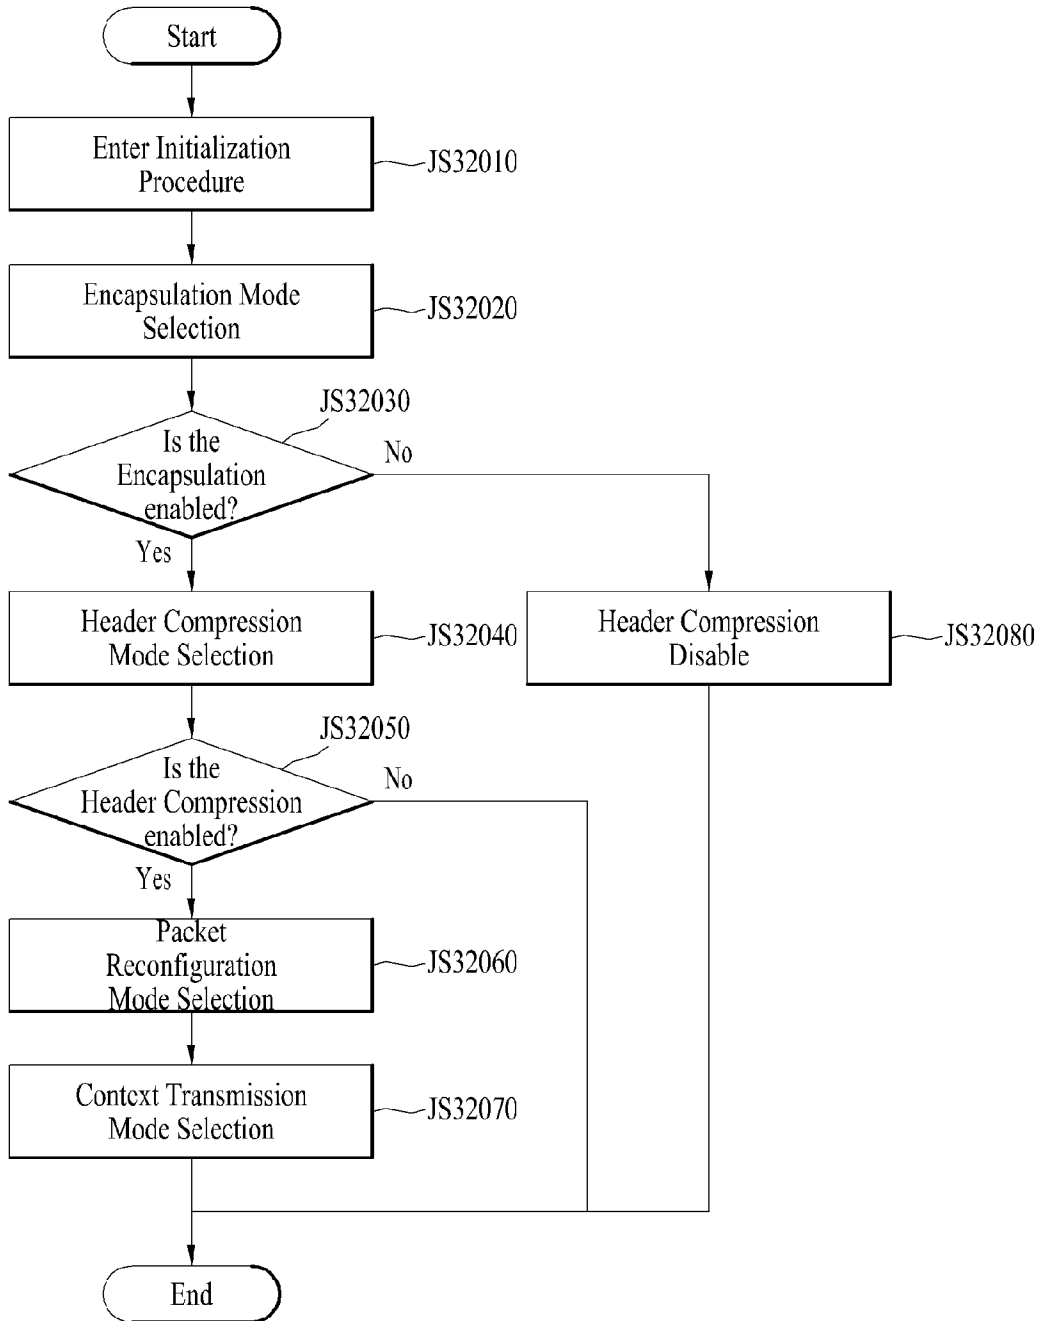 Start
Enter Initialization
Procedure
JS32010
Encapsulation Mode
Selection
JS32020
JS32030
Is the
Encapsulation
enabled?
No
Yes
Header Compression
Mode Selection
JS32040
Header Compression
Disable
JS32080
JS32050
Is the
Header Compression
enabled?
No
Yes
Packet
Reconfiguration
Mode Selection
JS32060
Context Transmission
Mode Selection
JS32070
End